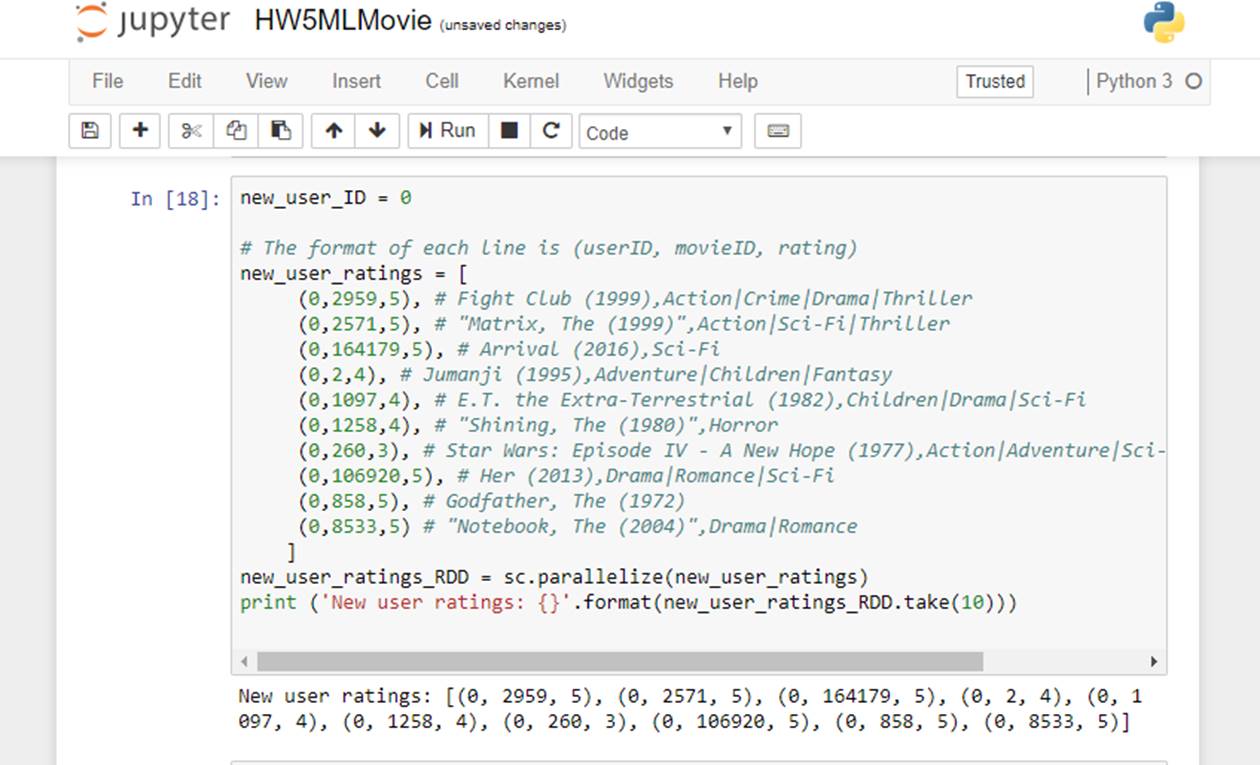 jupyter HW5MLMovie (unsaved changes)
File Edit View Insert Cell Kernel Widgets Help Trusted Python 3
Run Code
In [18]: new_user_ID = 0
# The format of each line is (userID, movieID, rating)
new_user_ratings = [
(0,2959,5), # Fight Club (1999),Action|Crime|Drama|Thriller
(0,2571,5), # "Matrix, The (1999)",Action|Sci-Fi|Thriller
(0,164179,5), # Arrival (2016),Sci-Fi
(0,2,4), # Jumanji (1995),Adventure|Children|Fantasy
(0,1097,4), # E.T. the Extra-Terrestrial (1982),Children|Drama|Sci-Fi
(0,1258,4), # "Shining, The (1980)",Horror
(0,260,3), # Star Wars: Episode IV - A New Hope (1977),Action|Adventure|Sci-
(0,106920,5), # Her (2013),Drama|Romance|Sci-Fi
(0,858,5), # Godfather, The (1972)
(0,8533,5) # "Notebook, The (2004)",Drama|Romance
]
new_user_ratings_RDD = sc.parallelize(new_user_ratings)
print ('New user ratings: {}'.format(new_user_ratings_RDD.take(10)))
New user ratings: [(0, 2959, 5), (0, 2571, 5), (0, 164179, 5), (0, 2, 4), (0, 1
097, 4), (0, 1258, 4), (0, 260, 3), (0, 106920, 5), (0, 858, 5), (0, 8533, 5)]